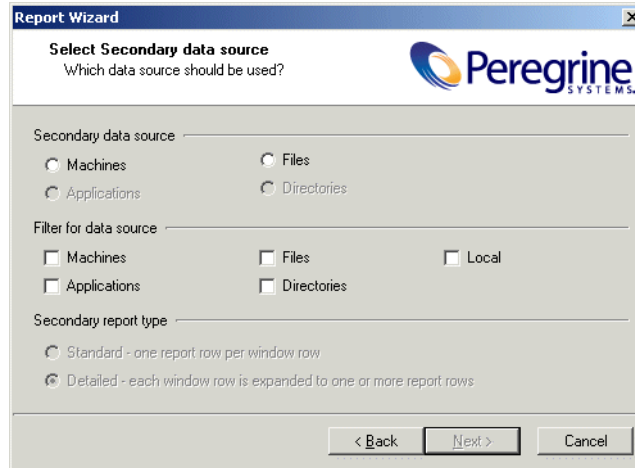 Report Wizard
Select Secondary data source
Which data source should be used?
Peregrine
SYSTEMS
Secondary data source
Machines
Files
Applications
Directories
Filter for data source
Machines
Files
Local
Applications
Directories
Secondary report type
Standard - one report row per window row
Detailed - each window row is expanded to one or more report rows
< Back
Next >
Cancel